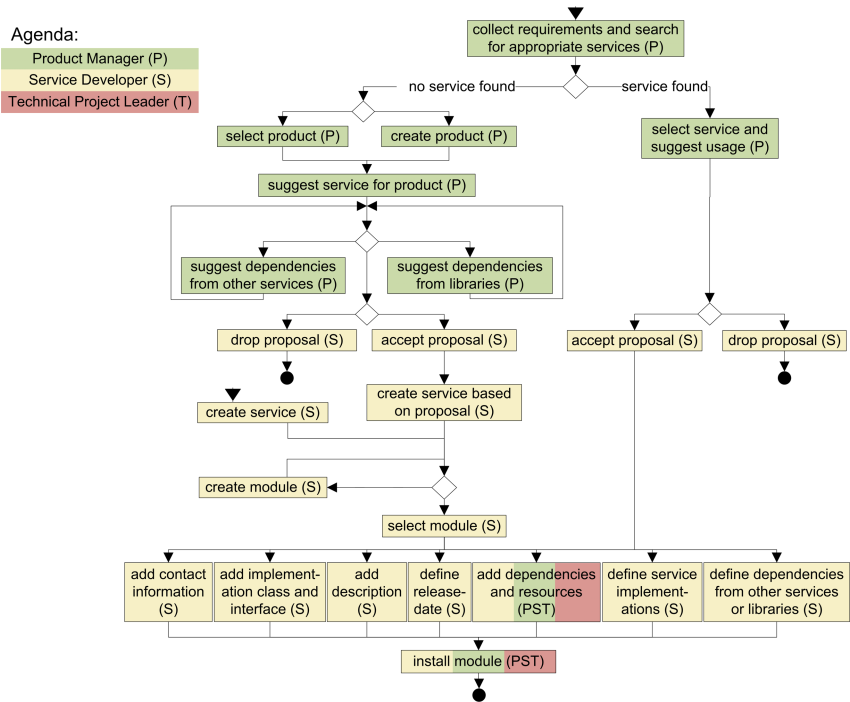 Agenda:
Product Manager (P)
Service Developer (S)
Technical Project Leader (T)
collect requirements and search
for appropriate services (P)
no service found
service found
select product (P)
create product (P)
select service and
suggest usage (P)
suggest service for product (P)
suggest dependencies
from other services (P)
suggest dependencies
from libraries (P)
drop proposal (S)
accept proposal (S)
accept proposal (S)
drop proposal (S)
create service based
on proposal (S)
create service (S)
create module (S)
select module (S)
add contact
information
(S)
add implement-
ation class and
interface (S)
add
description
(S)
define
release-
date (S)
add dependencies
and resources
(PST)
define service
implement-
ations (S)
define dependencies
from other services
or libraries (S)
install module (PST)